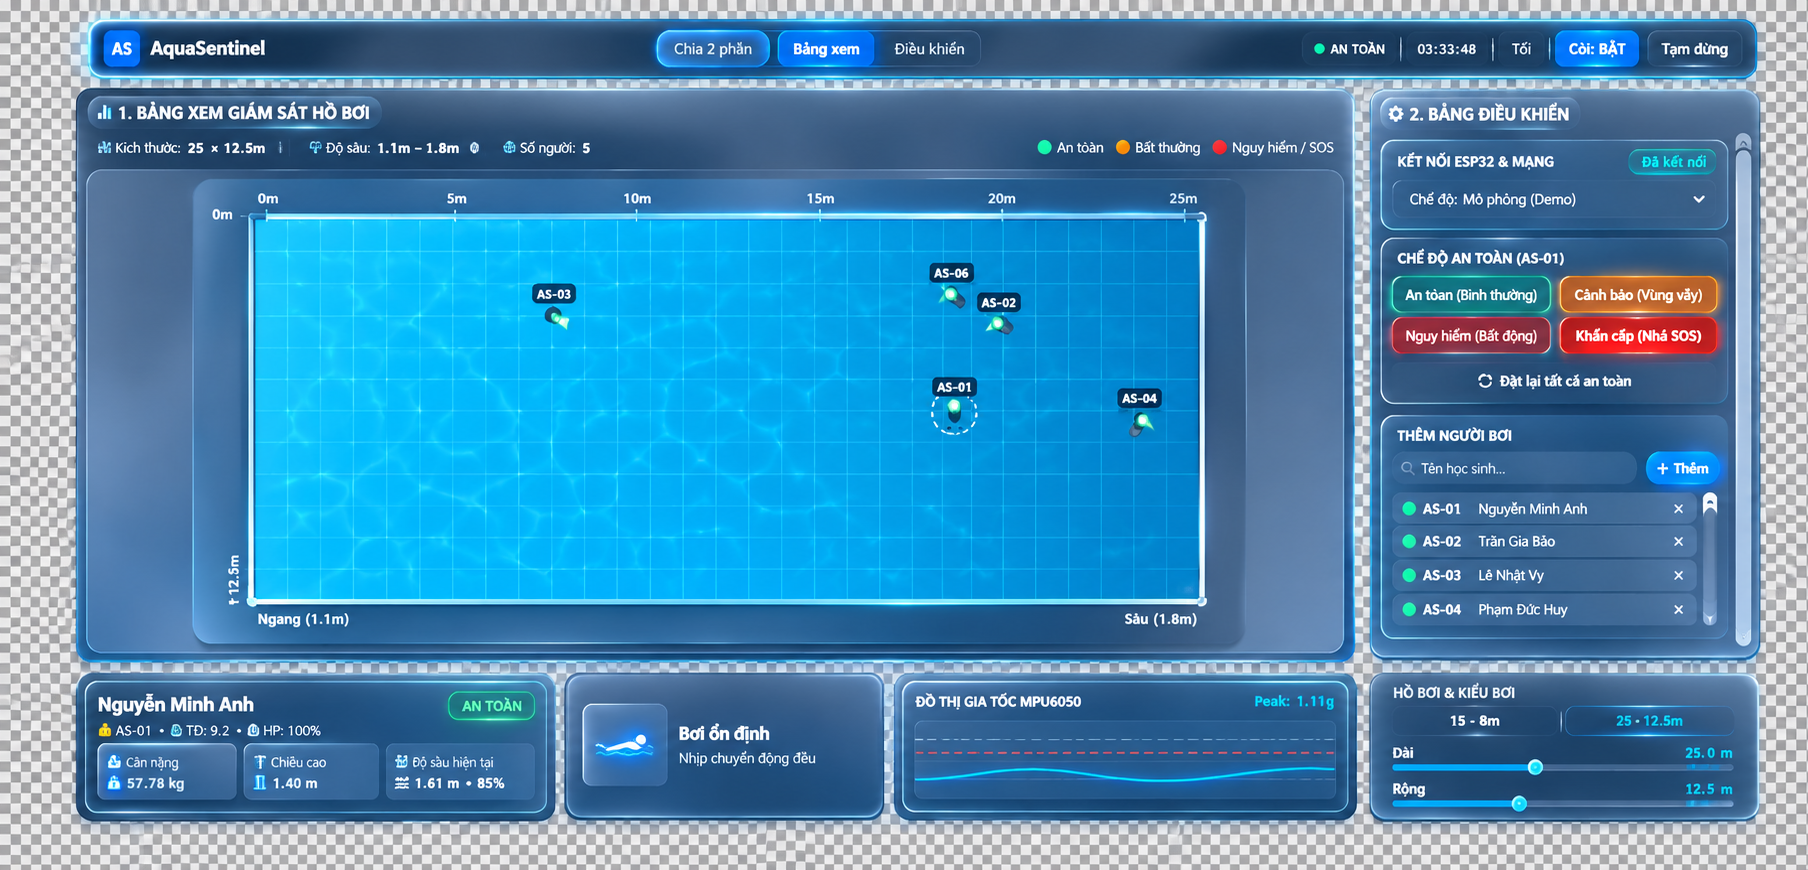 AS AquaSentinel
Chia 2 phần Bảng xem Điều khiển
AN TOÀN 03:33:48 Tối Còi: BẬT Tạm dừng
1. BẢNG XEM GIÁM SÁT HỒ BƠI
Kích thước: 25 × 12.5m Độ sâu: 1.1m – 1.8m Số người: 5
An toàn Bất thường Nguy hiểm / SOS
0m 5m 10m 15m 20m 25m
0m
AS-06
AS-03
AS-02
AS-01
AS-04
12.5m
Ngang (1.1m) Sâu (1.8m)
2. BẢNG ĐIỀU KHIỂN
KẾT NỐI ESP32 & MẠNG Đã kết nối
Chế độ: Mô phỏng (Demo)
CHẾ ĐỘ AN TOÀN (AS-01)
An toàn (Bình thường) Cảnh báo (Vùng vẫy)
Nguy hiểm (Bất động) Khẩn cấp (Nhá SOS)
Đặt lại tất cả an toàn
THÊM NGƯỜI BƠI
Tên học sinh... + Thêm
AS-01 Nguyễn Minh Anh ×
AS-02 Trần Gia Bảo ×
AS-03 Lê Nhật Vy ×
AS-04 Phạm Đức Huy ×
Nguyễn Minh Anh AN TOÀN
AS-01 • TĐ: 9.2 • HP: 100%
Cân nặng Chiều cao Độ sâu hiện tại
57.78 kg 1.40 m 1.61 m • 85%
Bơi ổn định
Nhịp chuyển động đều
ĐỒ THỊ GIA TỐC MPU6050 Peak: 1.11g
HỒ BƠI & KIỂU BƠI
15 - 8m 25 • 12.5m
Dài 25.0 m
Rộng 12.5 m